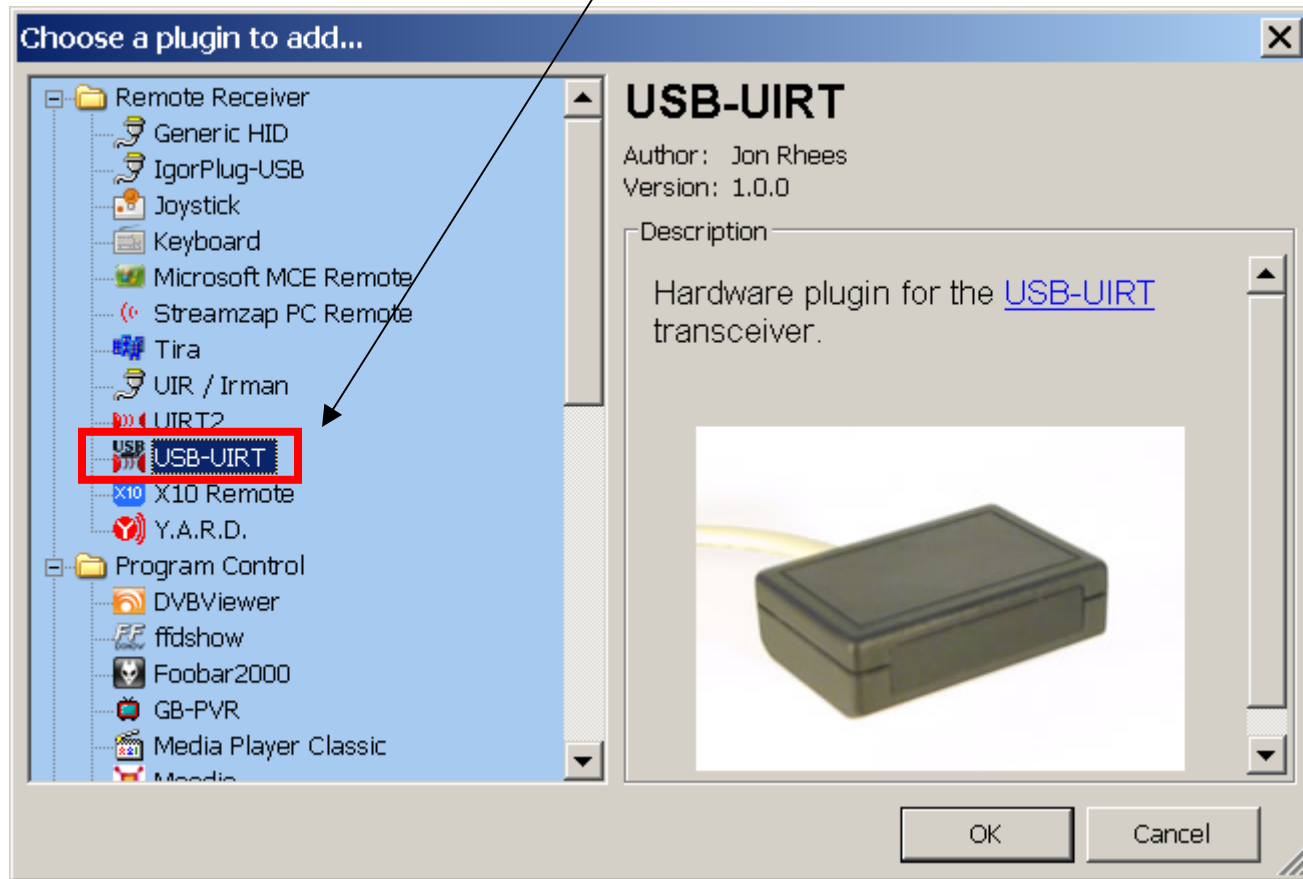 Choose a plugin to add...
Remote Receiver
Generic HID
IgorPlug-USB
Joystick
Keyboard
Microsoft MCE Remote
Streamzap PC Remote
Tira
UIR / Irman
UIRT2
USB
USB-UIRT
X10
X10 Remote
Y.A.R.D.
Program Control
DVBViewer
ffdshow
Foobar2000
GB-PVR
Media Player Classic
USB-UIRT
Author: Jon Rhees
Version: 1.0.0
Description
Hardware plugin for the USB-UIRT
transceiver.
OK
Cancel